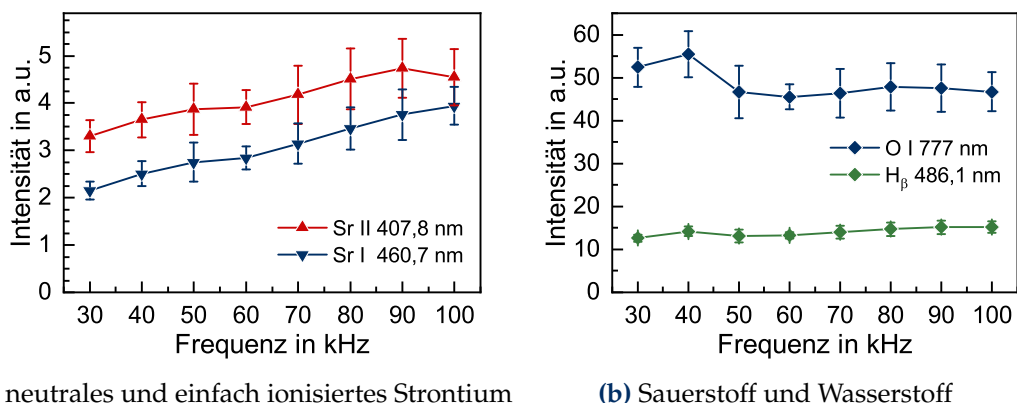 Intensität in a.u.
5
4
3
2
1
0
Sr II 407,8 nm
Sr I 460,7 nm
30 40 50 60 70 80 90 100
Frequenz in kHz
neutrales und einfach ionisiertes Strontium
Intensität in a.u.
60
50
40
30
20
10
0
O I 777 nm
Hβ 486,1 nm
30 40 50 60 70 80 90 100
Frequenz in kHz
(b) Sauerstoff und Wasserstoff